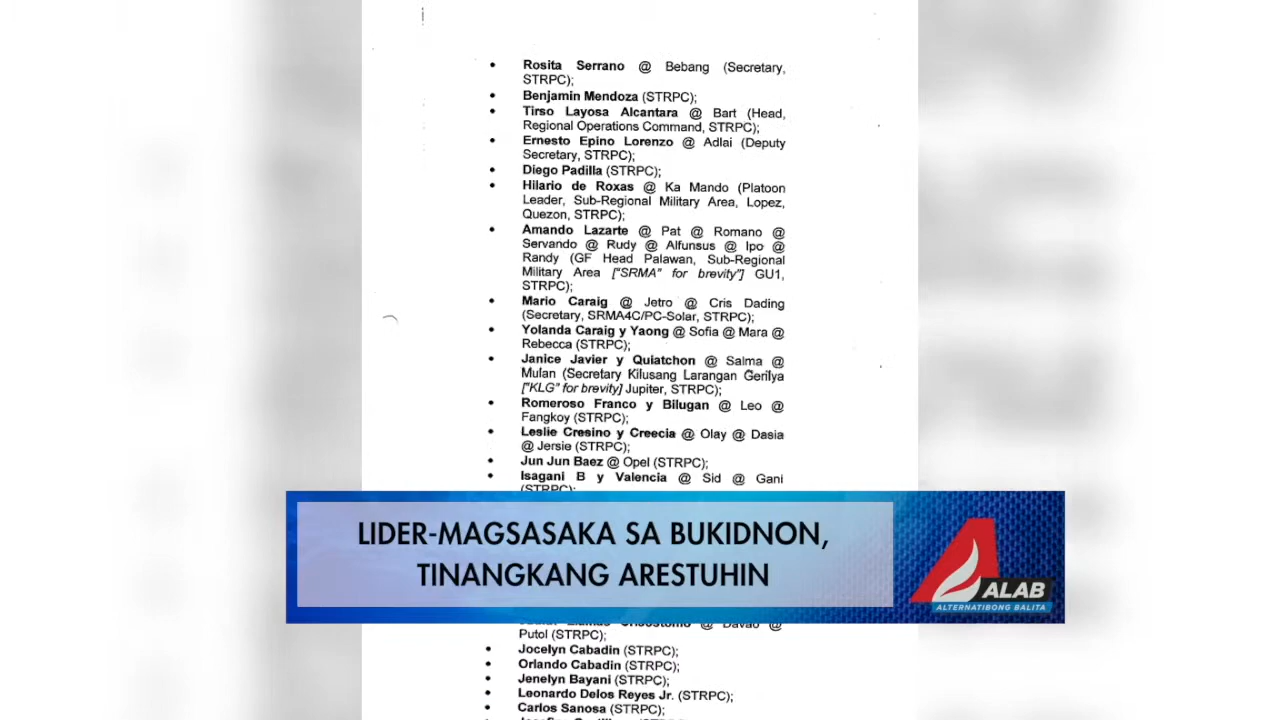 Rosita Serrano @ Bebang (Secretary,
STRPC);
Benjamin Mendoza (STRPC);
Tirso Layosa Alcantara @ Bart (Head,
Regional Operations Command, STRPC);
Ernesto Epino Lorenzo @ Adlai (Deputy
Secretary, STRPC);
Diego Padilla (STRPC);
Hilario de Roxas @ Ka Mando (Platoon
Leader, Sub-Regional Military Area, Lopez,
Quezon, STRPC);
Amando Lazarte @ Pat @ Romano @
Servando @ Rudy @ Alfunsus @ Ipo @
Randy (GF Head Palawan, Sub-Regional
Military Area ["SRMA" for brevity"] GU1,
STRPC);
Mario Caraig @ Jetro @ Cris Dading
(Secretary, SRMA4C/PC-Solar, STRPC);
Yolanda Caraig y Yaong @ Sofia @ Mara @
Rebecca (STRPC);
Janice Javier y Quiatchon @ Salma @
Mulan (Secretary Kilusang Larangan Gerilya
["KLG" for brevity] Jupiter, STRPC);
Romeroso Franco y Bilugan @ Leo @
Fangkoy (STRPC);
Leslie Cresino y Creecia @ Olay @ Dasia
@ Jersie (STRPC);
Jun Jun Baez @ Opel (STRPC);
Isagani B y Valencia @ Sid @ Gani
(STRPC);
LIDER-MAGSASAKA SA BUKIDNON,
TINANGKANG ARESTUHIN
ALAB
ALTERNATIBONG BALITA
@ Davao @
Putol (STRPC);
Jocelyn Cabadin (STRPC);
Orlando Cabadin (STRPC);
Jenelyn Bayani (STRPC);
Leonardo Delos Reyes Jr. (STRPC);
Carlos Sanosa (STRPC);